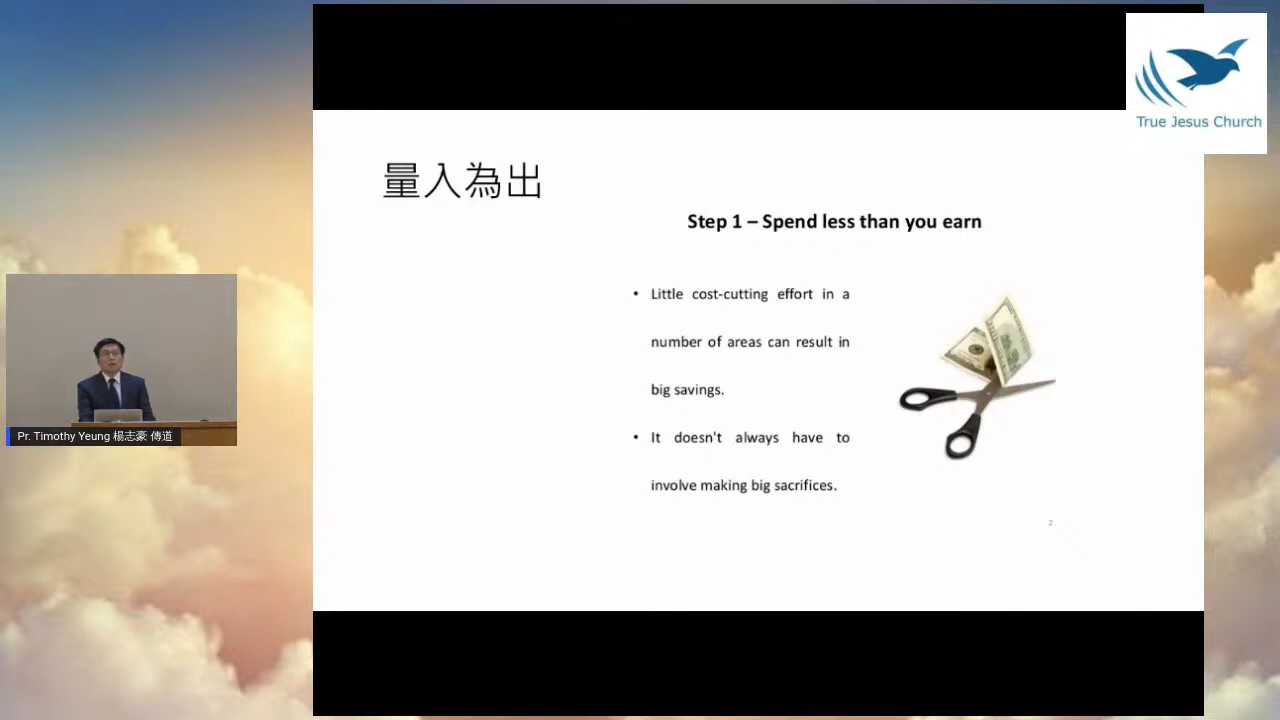 True Jesus Church
量入為出
Step 1 – Spend less than you earn
• Little cost-cutting effort in a
number of areas can result in
big savings.
• It doesn't always have to
involve making big sacrifices.
2
Pr. Timothy Yeung 楊志豪 傳道